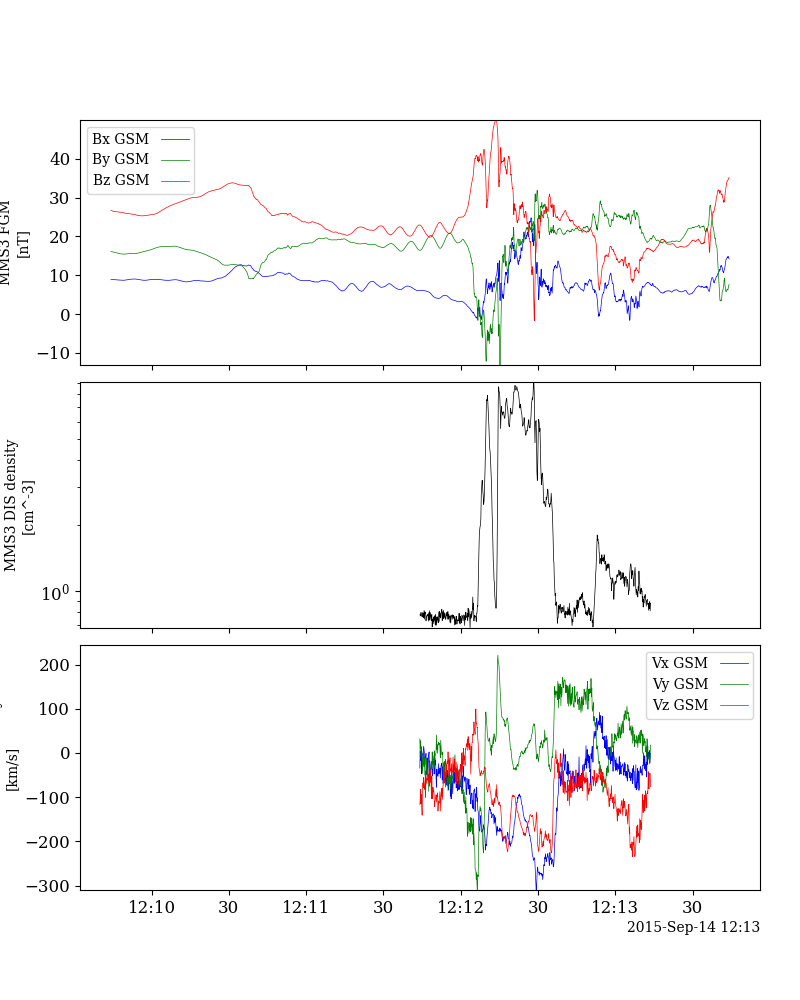 Bx GSM
By GSM
Bz GSM
40
30
20
10
0
−10
MMS3 FGM
[nT]
10^0
MMS3 DIS density
[cm^-3]
Vx GSM
Vy GSM
Vz GSM
200
100
0
−100
−200
−300
[km/s]
12:10 30 12:11 30 12:12 30 12:13 30
2015-Sep-14 12:13